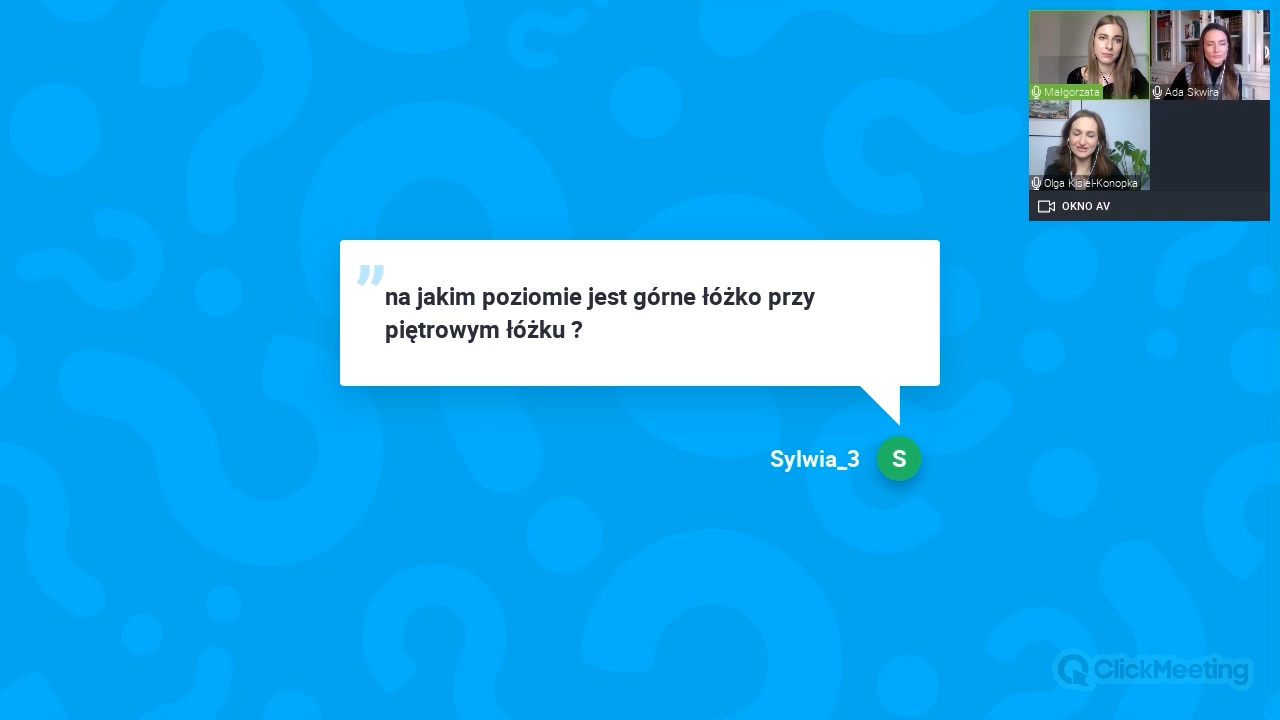 Małgorzata
Ada Skwira
Olga Kisiel-Konopka
OKNO AV
na jakim poziomie jest górne łóżko przy
piętrowym łóżku ?
Sylwia_3
S
ClickMeeting